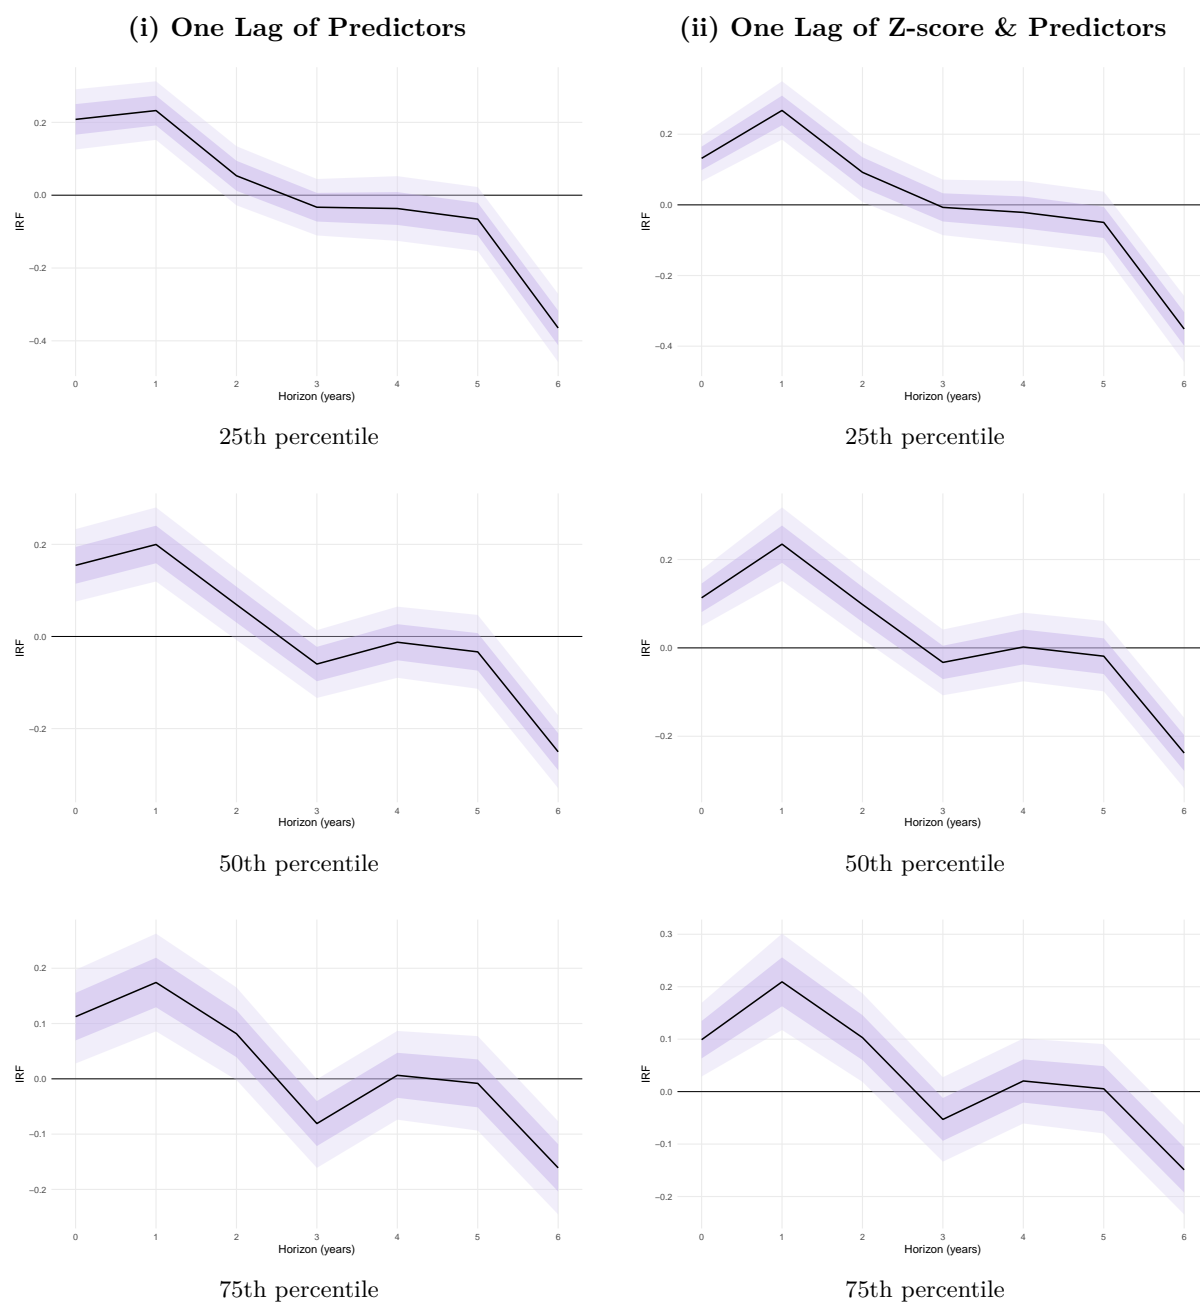 (i) One Lag of Predictors
(ii) One Lag of Z-score & Predictors
0.2
0.0
−0.2
−0.4
IRF
0 1 2 3 4 5 6
Horizon (years)
25th percentile
0.2
0.0
−0.2
−0.4
IRF
0 1 2 3 4 5 6
Horizon (years)
25th percentile
0.2
0.0
−0.2
IRF
0 1 2 3 4 5 6
Horizon (years)
50th percentile
0.2
0.0
−0.2
IRF
0 1 2 3 4 5 6
Horizon (years)
50th percentile
0.2
0.1
0.0
−0.1
−0.2
IRF
0 1 2 3 4 5 6
Horizon (years)
75th percentile
0.3
0.2
0.1
0.0
−0.1
−0.2
IRF
0 1 2 3 4 5 6
Horizon (years)
75th percentile